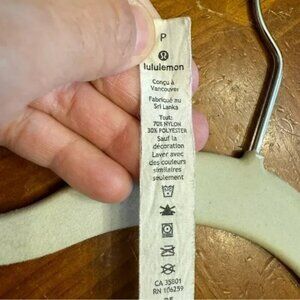 P
lululemon
Conçu à
Vancouver
Fabriqué au
Sri Lanka
Tout:
70% NYLON
30% POLYESTER
Sauf la
décoration
Laver avec
des couleurs
similaires
seulement
CA 35801
RN 106259